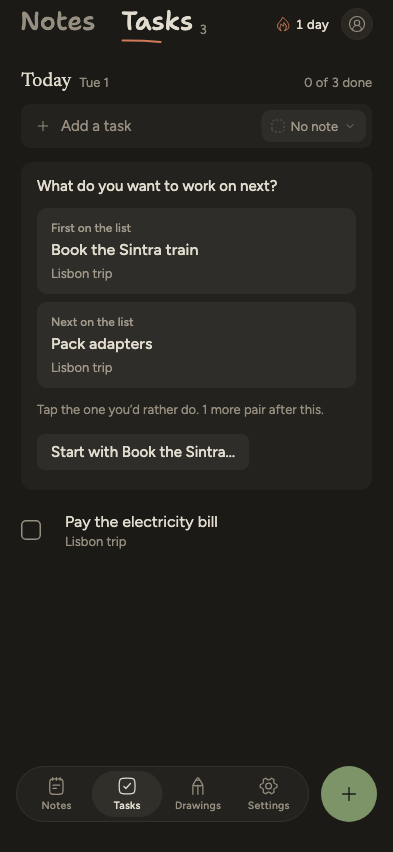 Notes Tasks 3 1 day
Today Tue 1 0 of 3 done
Add a task No note
What do you want to work on next?
First on the list
Book the Sintra train
Lisbon trip
Next on the list
Pack adapters
Lisbon trip
Tap the one you’d rather do. 1 more pair after this.
Start with Book the Sintra...
Pay the electricity bill
Lisbon trip
Notes Tasks Drawings Settings